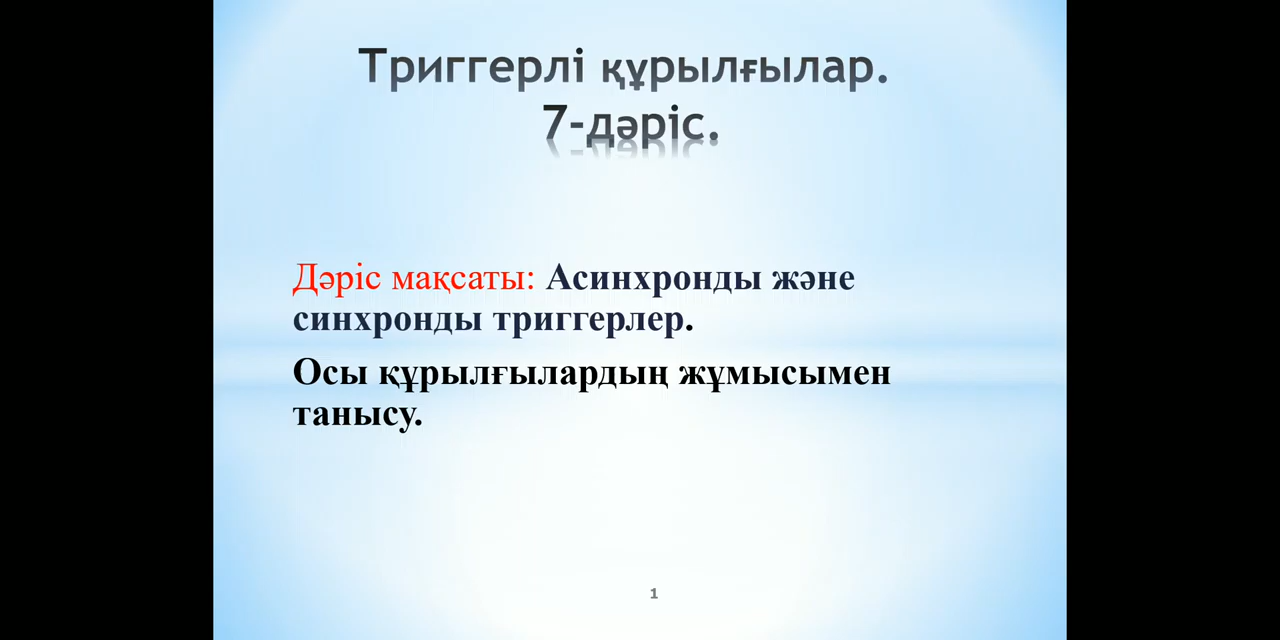 Триггерлі құрылғылар.
7-дәріс.
Дәріс мақсаты: Асинхронды және
синхронды триггерлер.
Осы құрылғылардың жұмысымен
танысу.
1